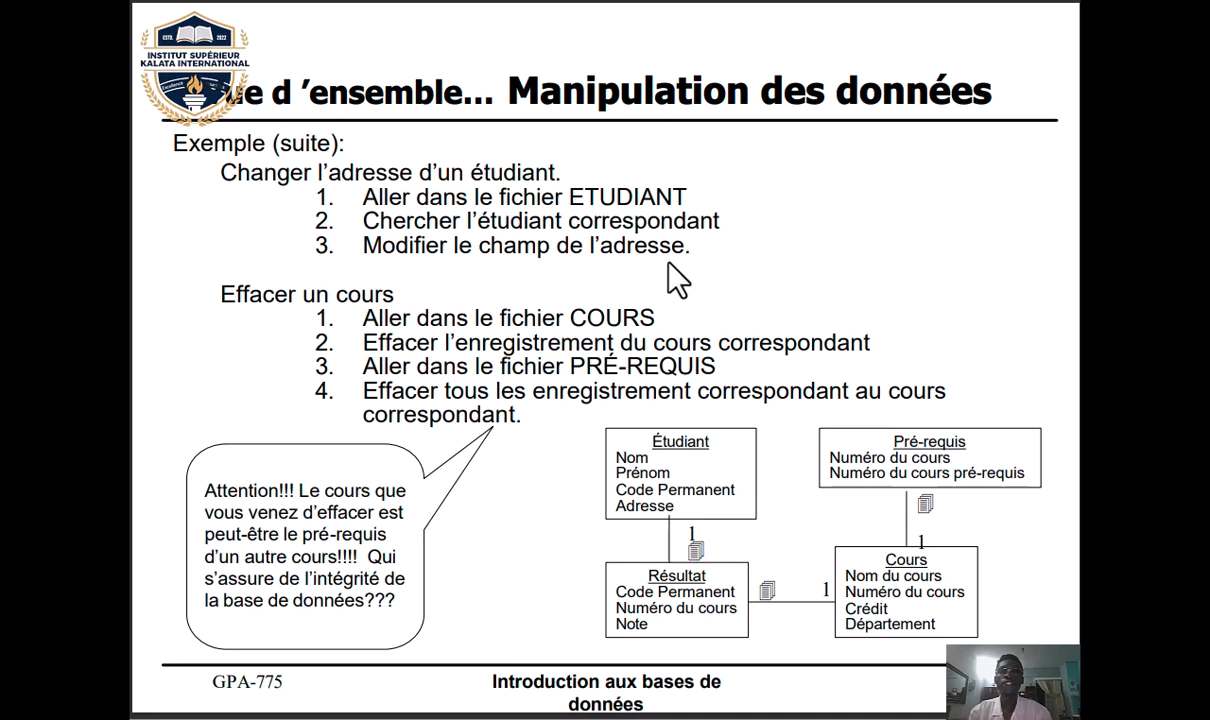 ESTD. 2022
INSTITUT SUPÉRIEUR
KALATA INTERNATIONAL
Excellence
ue d ’ensemble... Manipulation des données
Exemple (suite):
Changer l’adresse d’un étudiant.
1. Aller dans le fichier ETUDIANT
2. Chercher l’étudiant correspondant
3. Modifier le champ de l’adresse.
Effacer un cours
1. Aller dans le fichier COURS
2. Effacer l’enregistrement du cours correspondant
3. Aller dans le fichier PRÉ-REQUIS
4. Effacer tous les enregistrement correspondant au cours
correspondant.
Attention!!! Le cours que
vous venez d’effacer est
peut-être le pré-requis
d’un autre cours!!!! Qui
s’assure de l’intégrité de
la base de données???
Étudiant
Nom
Prénom
Code Permanent
Adresse
Pré-requis
Numéro du cours
Numéro du cours pré-requis
1
1
Résultat
Code Permanent
Numéro du cours
Note
1
Cours
Nom du cours
Numéro du cours
Crédit
Département
GPA-775
Introduction aux bases de
données